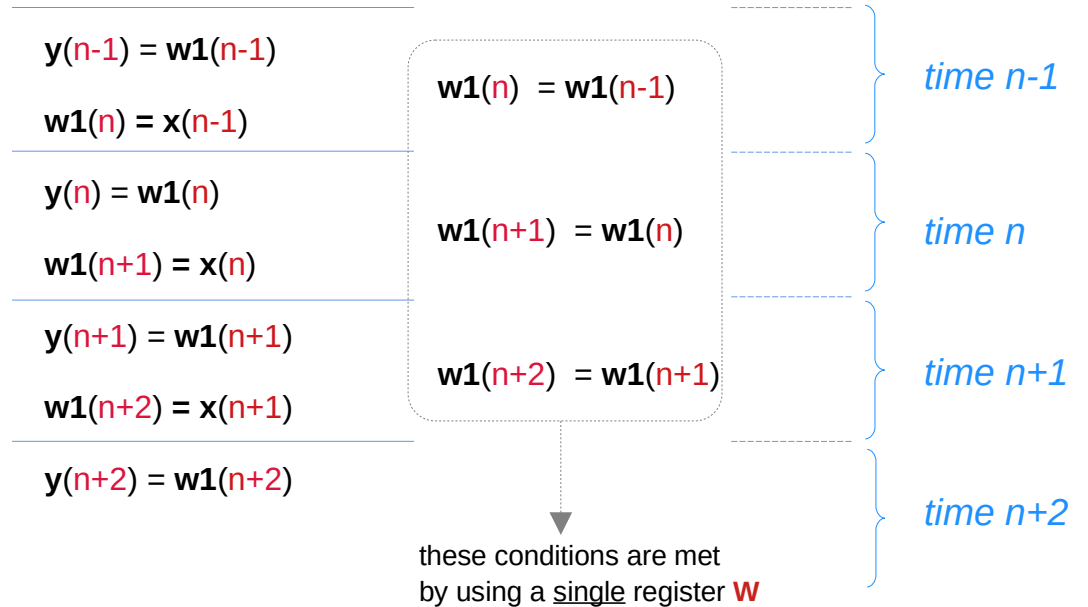 y(n-1) = w1(n-1)
w1(n) = x(n-1)
w1(n) = w1(n-1)
time n-1
y(n) = w1(n)
w1(n+1) = x(n)
w1(n+1) = w1(n)
time n
y(n+1) = w1(n+1)
w1(n+2) = x(n+1)
w1(n+2) = w1(n+1)
time n+1
y(n+2) = w1(n+2)
time n+2
these conditions are met
by using a single register W